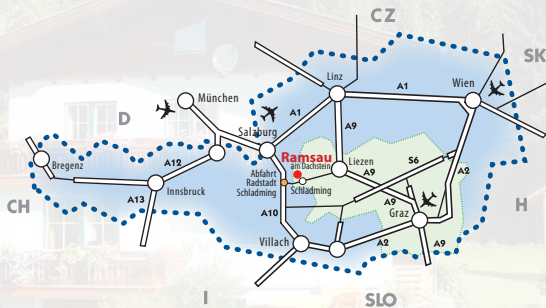 CZ
SK
Linz
A1
Wien
München
D
A1
Salzburg
A9
Ramsau
am Dachstein
Liezen
S6
Bregenz
A12
Abfahrt
Radstadt
Schladming
Schladming
A9
A2
Innsbruck
A9
CH
A13
A10
Graz
H
Villach
A2
A9
I
SLO